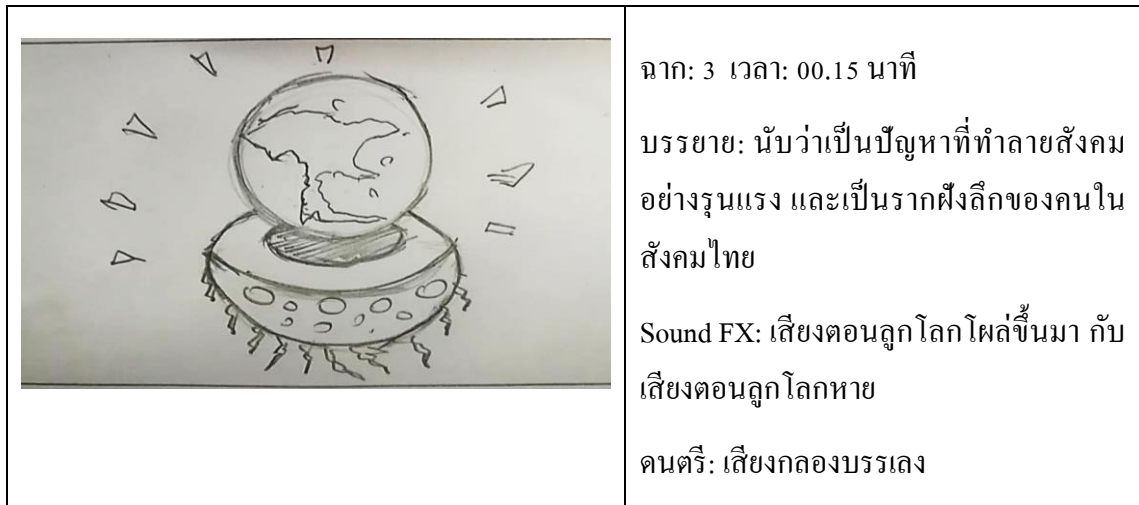 ฉาก: 3 เวลา: 00.15 นาที
บรรยาย: นับว่าเป็นปัญหาที่ทำลายสังคม
อย่างรุนแรง และเป็นรากฝังลึกของคนใน
สังคมไทย
Sound FX: เสียงตอนลูกโลกโผล่ขึ้นมา กับ
เสียงตอนลูกโลกหาย
ดนตรี: เสียงกลองบรรเลง